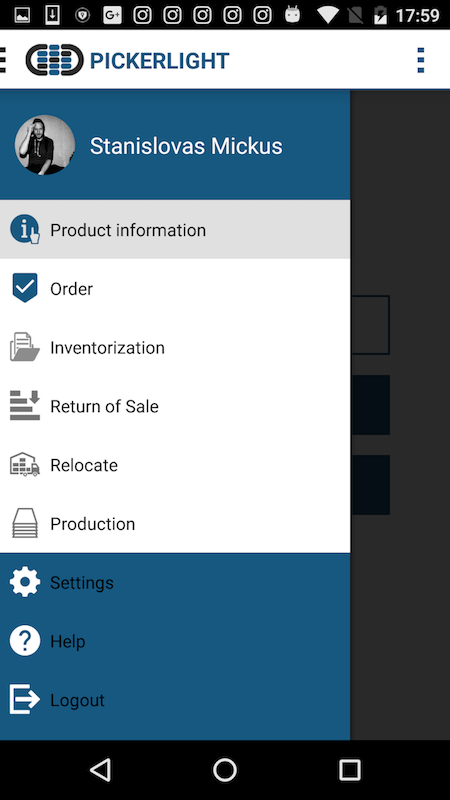 17:59
PICKERLIGHT
Stanislovas Mickus
Product information
Order
Inventorization
Return of Sale
Relocate
Production
Settings
Help
Logout